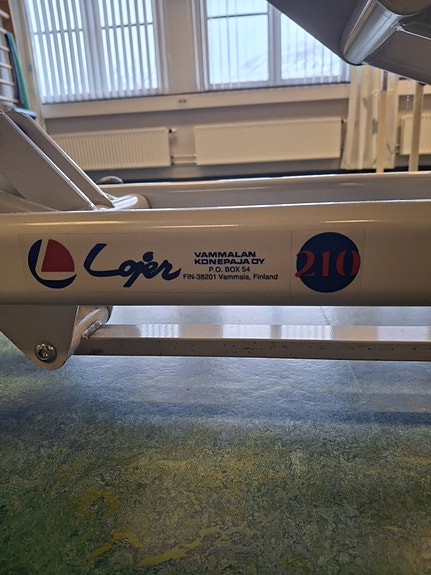 Lojer
VAMMALAN
KONEPAJA OY
P.O. BOX 54
FIN-38201 Vammala, Finland
210